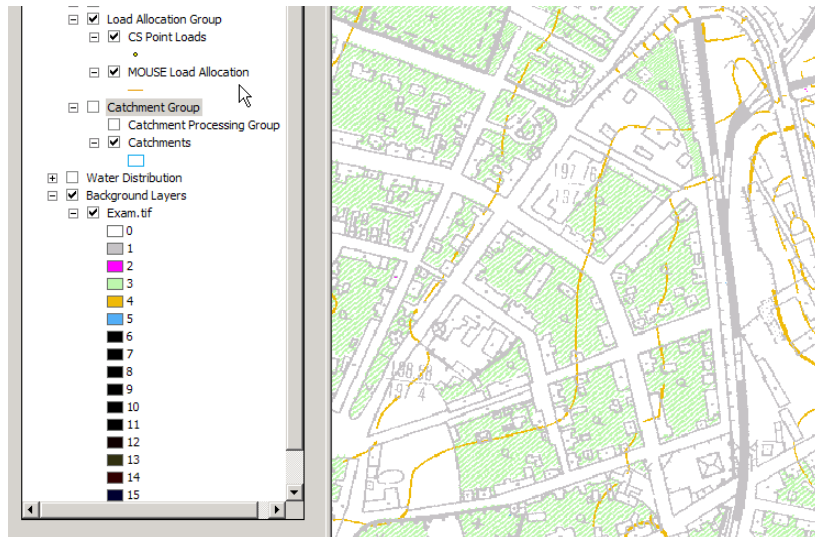 Load Allocation Group
CS Point Loads
MOUSE Load Allocation
Catchment Group
Catchment Processing Group
Catchments
Water Distribution
Background Layers
Exam.tif
0
1
2
3
4
5
6
7
8
9
10
11
12
13
14
15